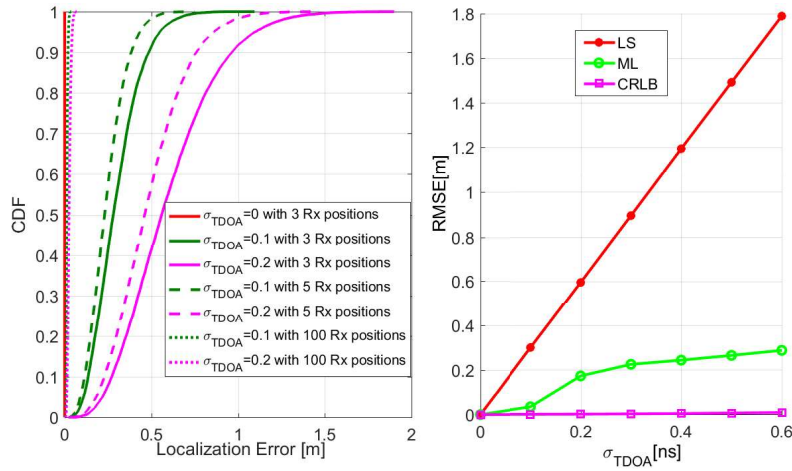 1
0.9
0.8
0.7
0.6
0.5
0.4
0.3
0.2
0.1
0
CDF
σTDOA=0 with 3 Rx positions
σTDOA=0.1 with 3 Rx positions
σTDOA=0.2 with 3 Rx positions
σTDOA=0.1 with 5 Rx positions
σTDOA=0.2 with 5 Rx positions
σTDOA=0.1 with 100 Rx positions
σTDOA=0.2 with 100 Rx positions
0 0.5 1 1.5 2
Localization Error [m]
1.8
1.6
1.4
1.2
1
0.8
0.6
0.4
0.2
0
RMSE[m]
LS
ML
CRLB
0 0.2 0.4 0.6
σTDOA[ns]